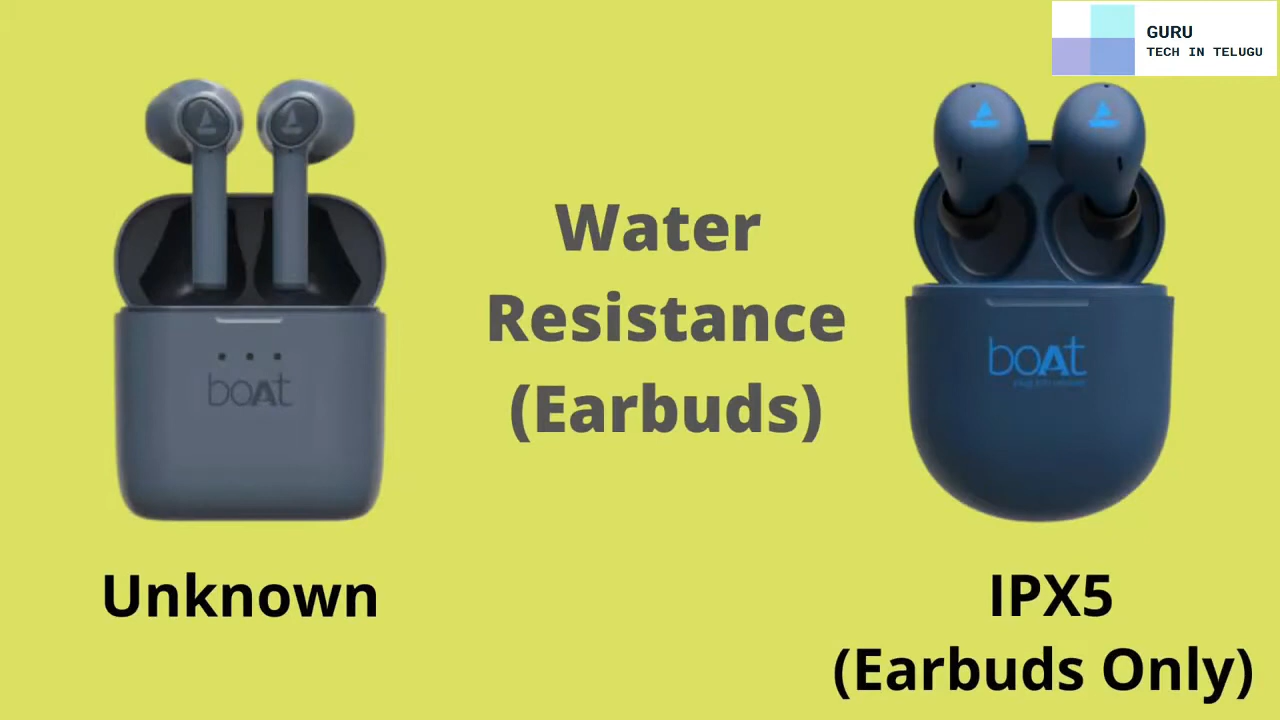 GURU
TECH IN TELUGU
Water
Resistance
(Earbuds)
boAt
boAt
Unknown
IPX5
(Earbuds Only)